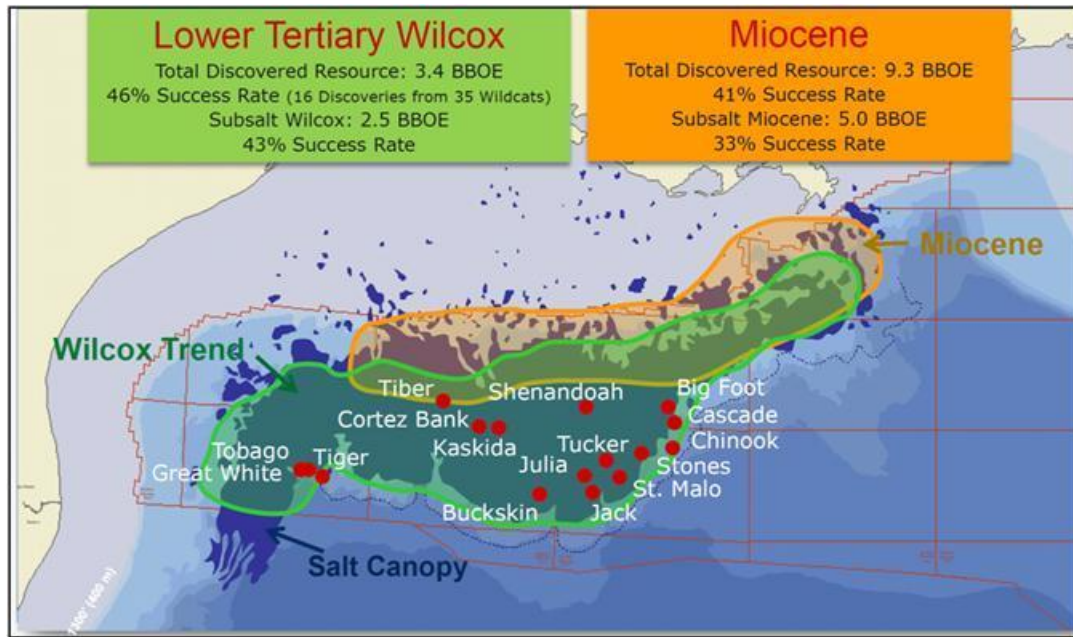 Lower Tertiary Wilcox
Total Discovered Resource: 3.4 BBOE
46% Success Rate (16 Discoveries from 35 Wildcats)
Subsalt Wilcox: 2.5 BBOE
43% Success Rate
Miocene
Total Discovered Resource: 9.3 BBOE
41% Success Rate
Subsalt Miocene: 5.0 BBOE
33% Success Rate
Miocene
Wilcox Trend
Tiber
Shenandoah
Big Foot
Cortez Bank
Cascade
Kaskida
Tucker
Chinook
Tobago
Tiger
Julia
Stones
Great White
St. Malo
Buckskin
Jack
Salt Canopy
1300' (400 m)